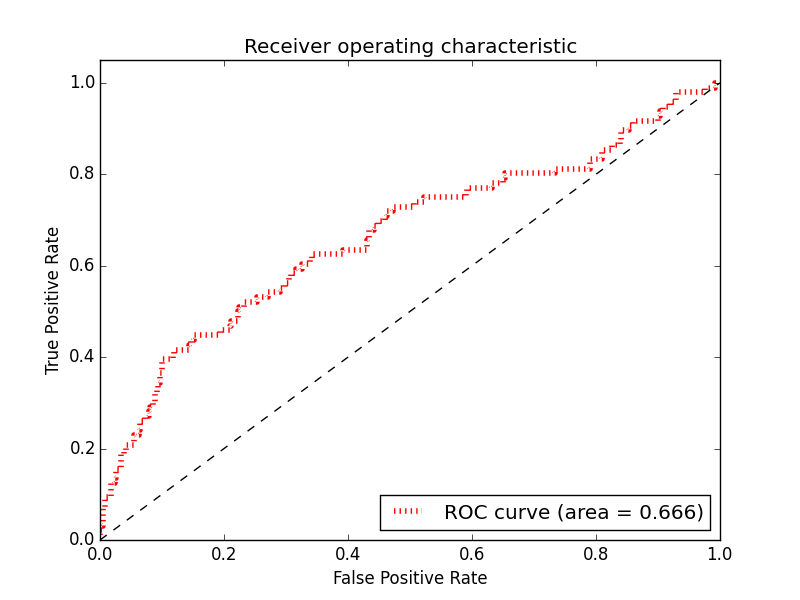 Receiver operating characteristic
True Positive Rate
1.0
0.8
0.6
0.4
0.2
0.0
ROC curve (area = 0.666)
0.0 0.2 0.4 0.6 0.8 1.0
False Positive Rate